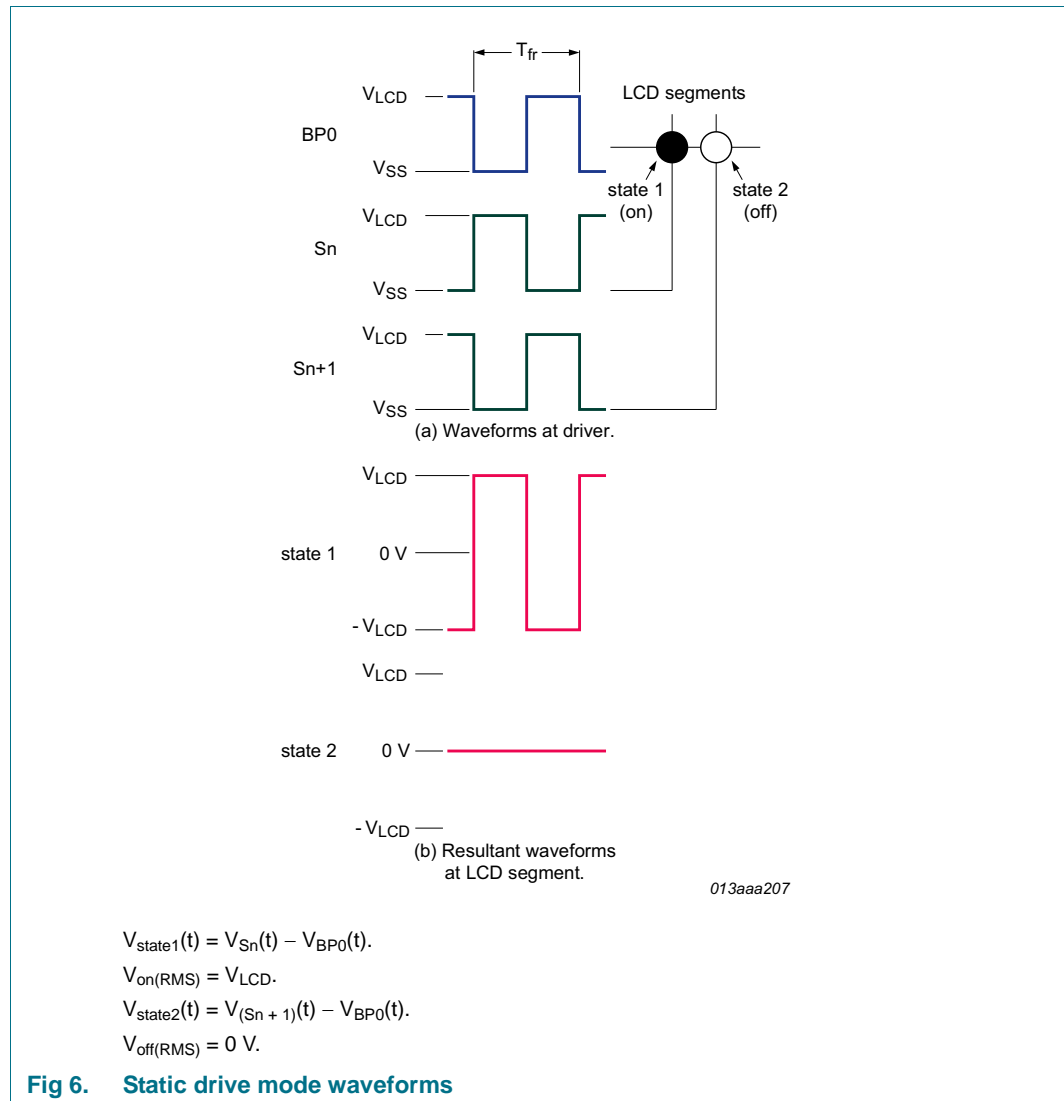 Tfr
VLCD
BP0
VSS
LCD segments
state 1
(on)
state 2
(off)
VLCD
Sn
VSS
VLCD
Sn+1
VSS
(a) Waveforms at driver.
VLCD
state 1
0 V
- VLCD
VLCD
state 2
0 V
- VLCD
(b) Resultant waveforms
at LCD segment.
013aaa207
Vstate1(t) = VSn(t) − VBP0(t).
Von(RMS) = VLCD.
Vstate2(t) = V(Sn + 1)(t) − VBP0(t).
Voff(RMS) = 0 V.
Fig 6. Static drive mode waveforms